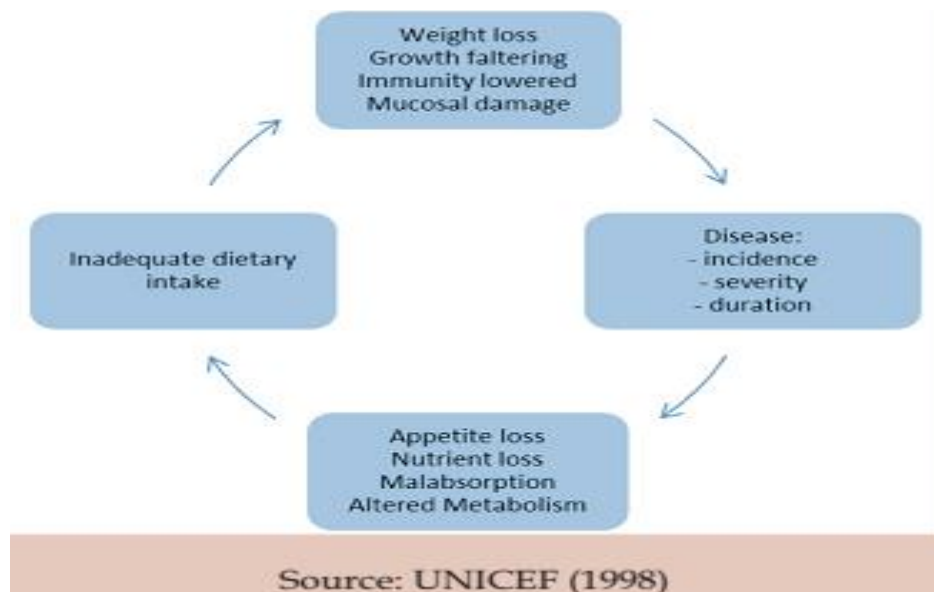 Weight loss
Growth faltering
Immunity lowered
Mucosal damage
Inadequate dietary
intake
Disease:
- incidence
- severity
- duration
Appetite loss
Nutrient loss
Malabsorption
Altered Metabolism
Source: UNICEF (1998)